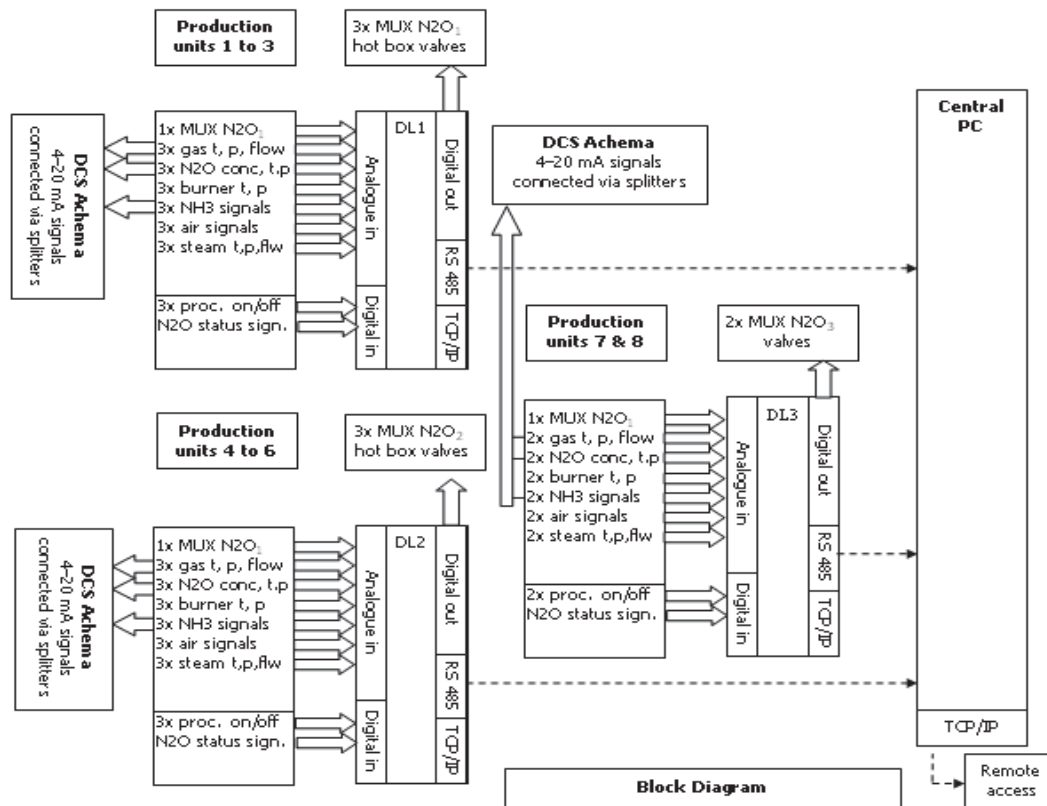 Production
units 1 to 3
3x MUX N2O₁
hot box valves
DCS Achema
4–20 mA signals
connected via splitters
1x MUX N2O₁
3x gas t, p, flow
3x N2O conc, t.p
3x burner t, p
3x NH3 signals
3x air signals
3x steam t,p,flw
3x proc. on/off
N2O status sign.
Analogue in
Digital in
DL1
Digital out
RS 485
TCP/IP
DCS Achema
4–20 mA signals
connected via splitters
Central
PC
Production
units 4 to 6
3x MUX N2O₂
hot box valves
DCS Achema
4–20 mA signals
connected via splitters
1x MUX N2O₁
3x gas t, p, flow
3x N2O conc, t.p
3x burner t, p
3x NH3 signals
3x air signals
3x steam t,p,flw
3x proc. on/off
N2O status sign.
Analogue in
Digital in
DL2
Digital out
RS 485
TCP/IP
Production
units 7 & 8
2x MUX N2O₃
valves
1x MUX N2O₁
2x gas t, p, flow
2x N2O conc, t.p
2x burner t, p
2x NH3 signals
2x air signals
2x steam t,p,flw
2x proc. on/off
N2O status sign.
Analogue in
Digital in
DL3
Digital out
RS 485
TCP/IP
TCP/IP
Remote
access
Block Diagram